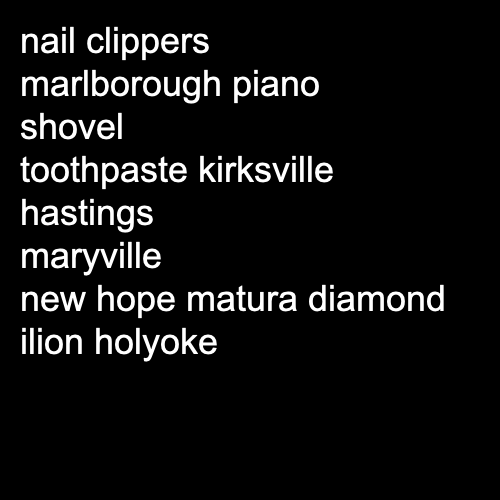 nail clippers
marlborough piano
shovel
toothpaste kirksville
hastings
maryville
new hope matura diamond
ilion holyoke